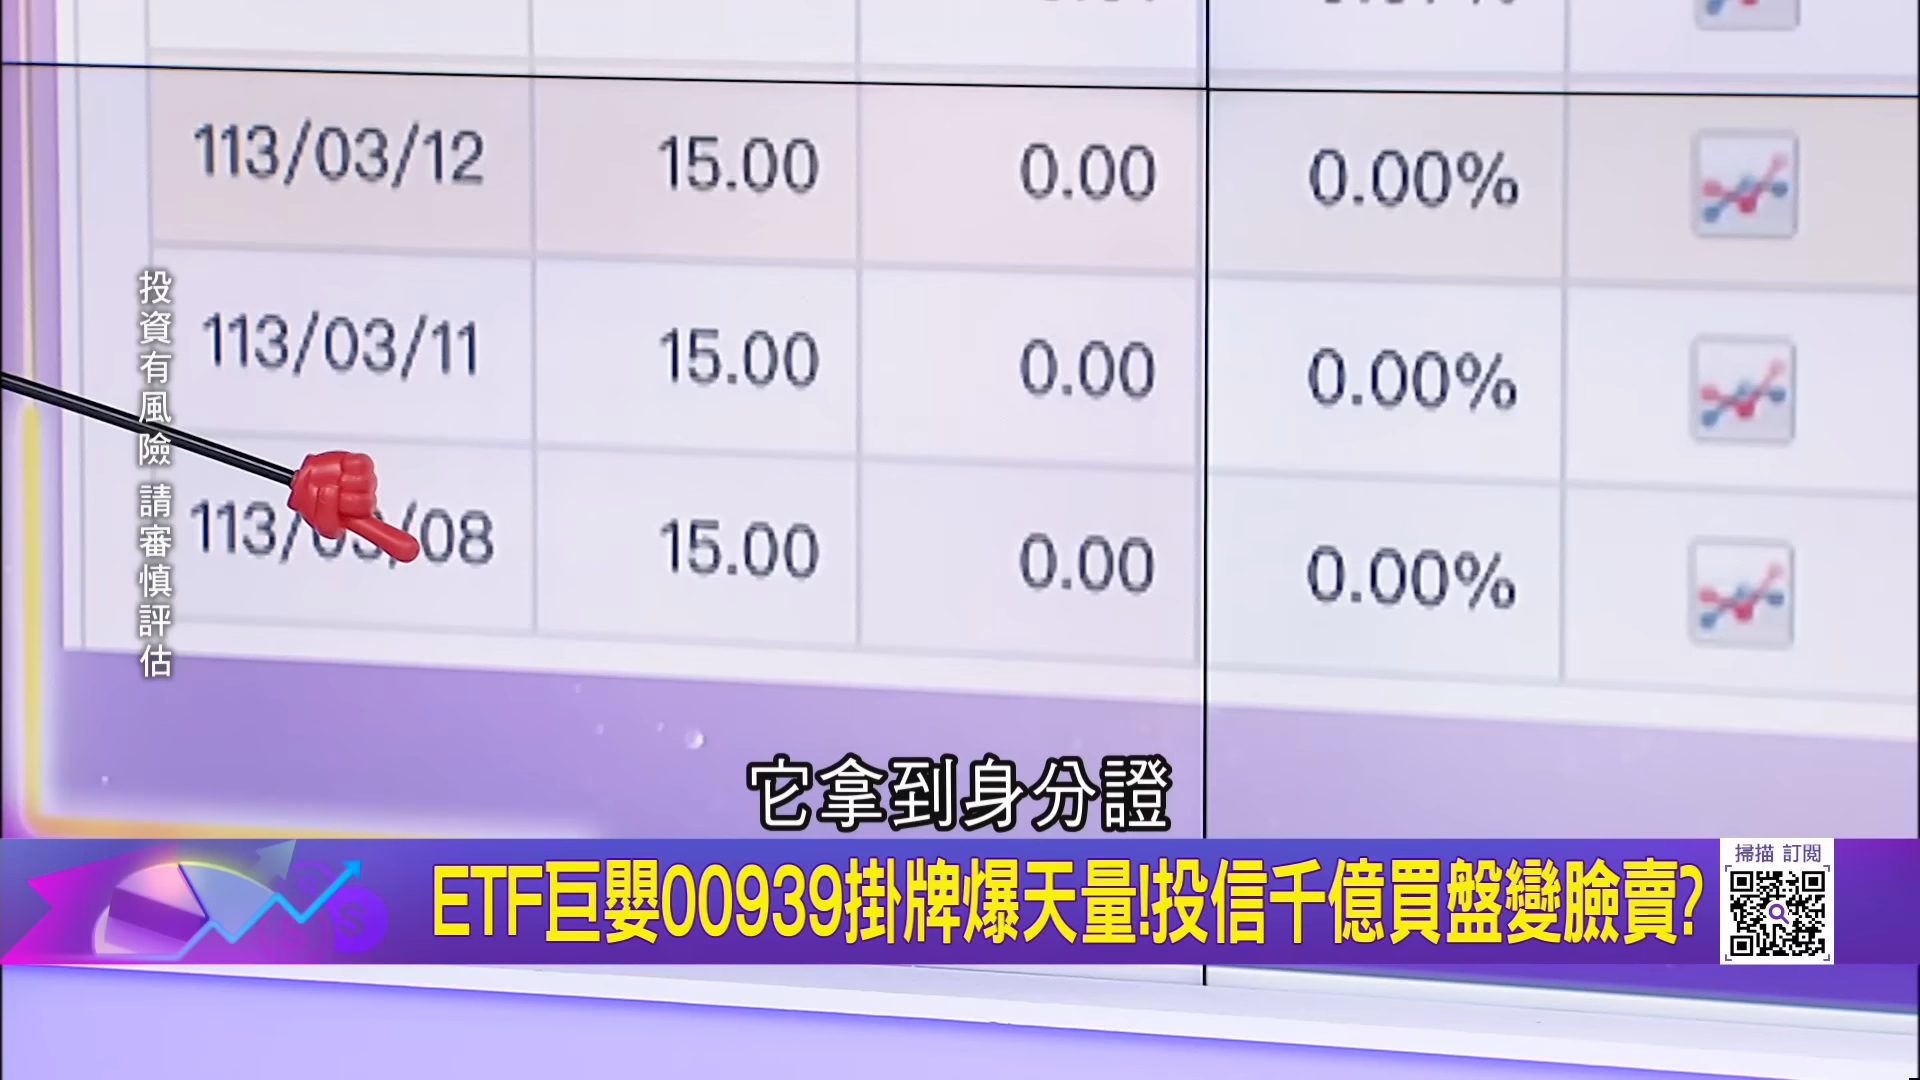 113/03/12 15.00 0.00 0.00%
113/03/11 15.00 0.00 0.00%
113/03/08 15.00 0.00 0.00%
投資有風險 請審慎評估
它拿到身分證
ETF巨嬰00939掛牌爆天量!投信千億買盤變臉賣?
掃描 訂閱